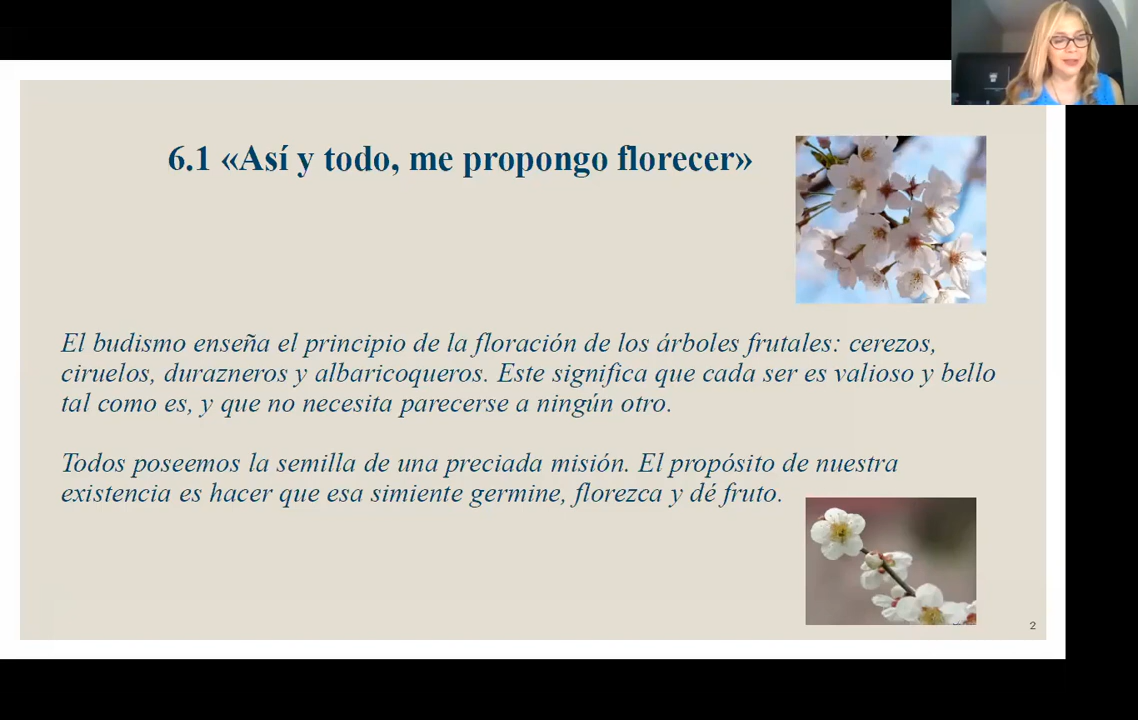 6.1 «Así y todo, me propongo florecer»
El budismo enseña el principio de la floración de los árboles frutales: cerezos,
ciruelos, durazneros y albaricoqueros. Este significa que cada ser es valioso y bello
tal como es, y que no necesita parecerse a ningún otro.
Todos poseemos la semilla de una preciada misión. El propósito de nuestra
existencia es hacer que esa simiente germine, florezca y dé fruto.
2